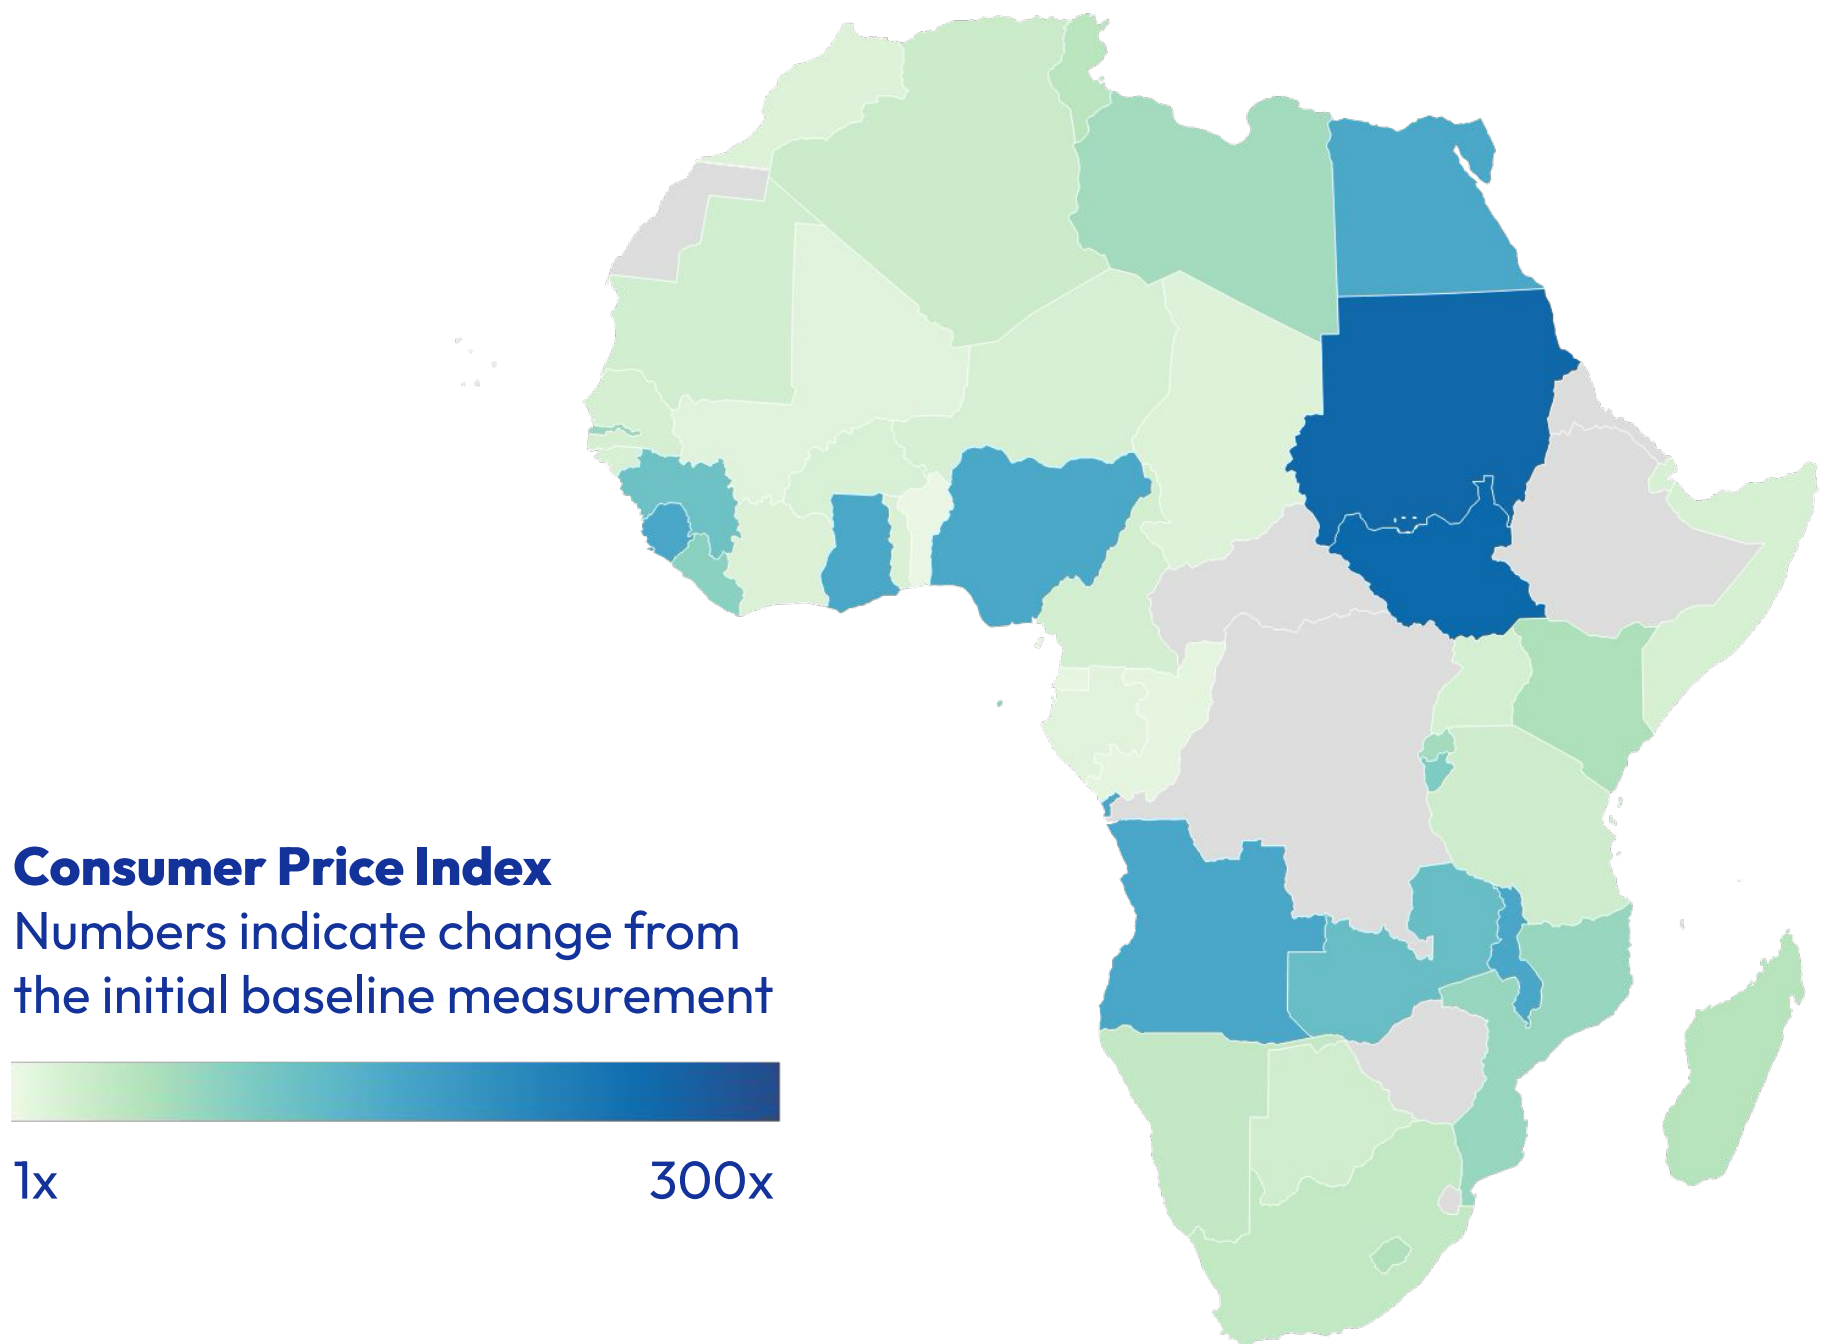 Consumer Price Index
Numbers indicate change from
the initial baseline measurement
1x
300x